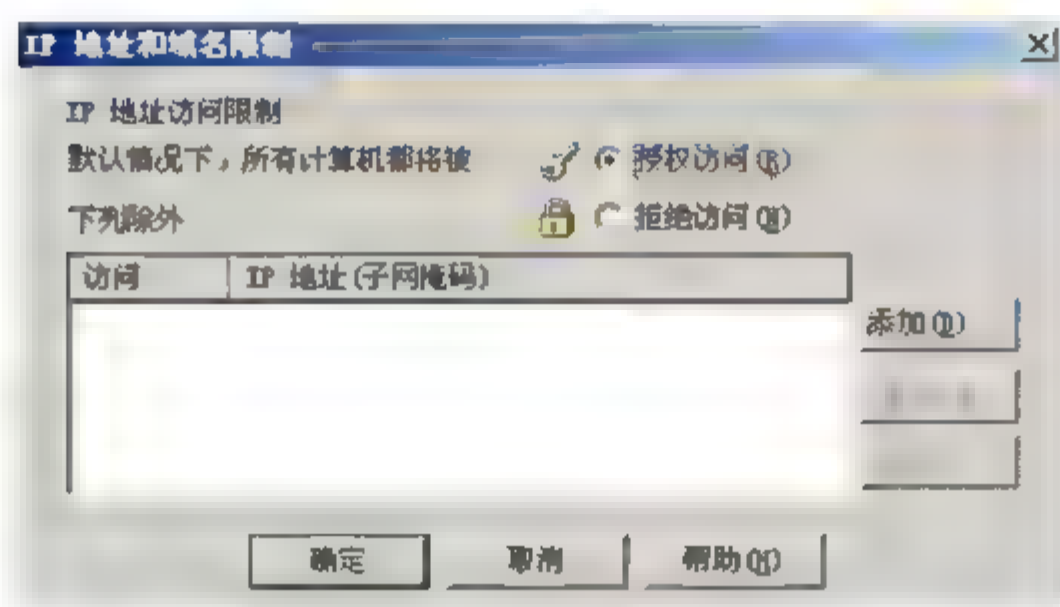 IP 地址和域名限制
IP 地址访问限制
默认情况下，所有计算机都将被
授权访问(R)
下列除外
拒绝访问(N)
访问 IP 地址(子网掩码)
添加(D)
确定 取消 帮助(H)